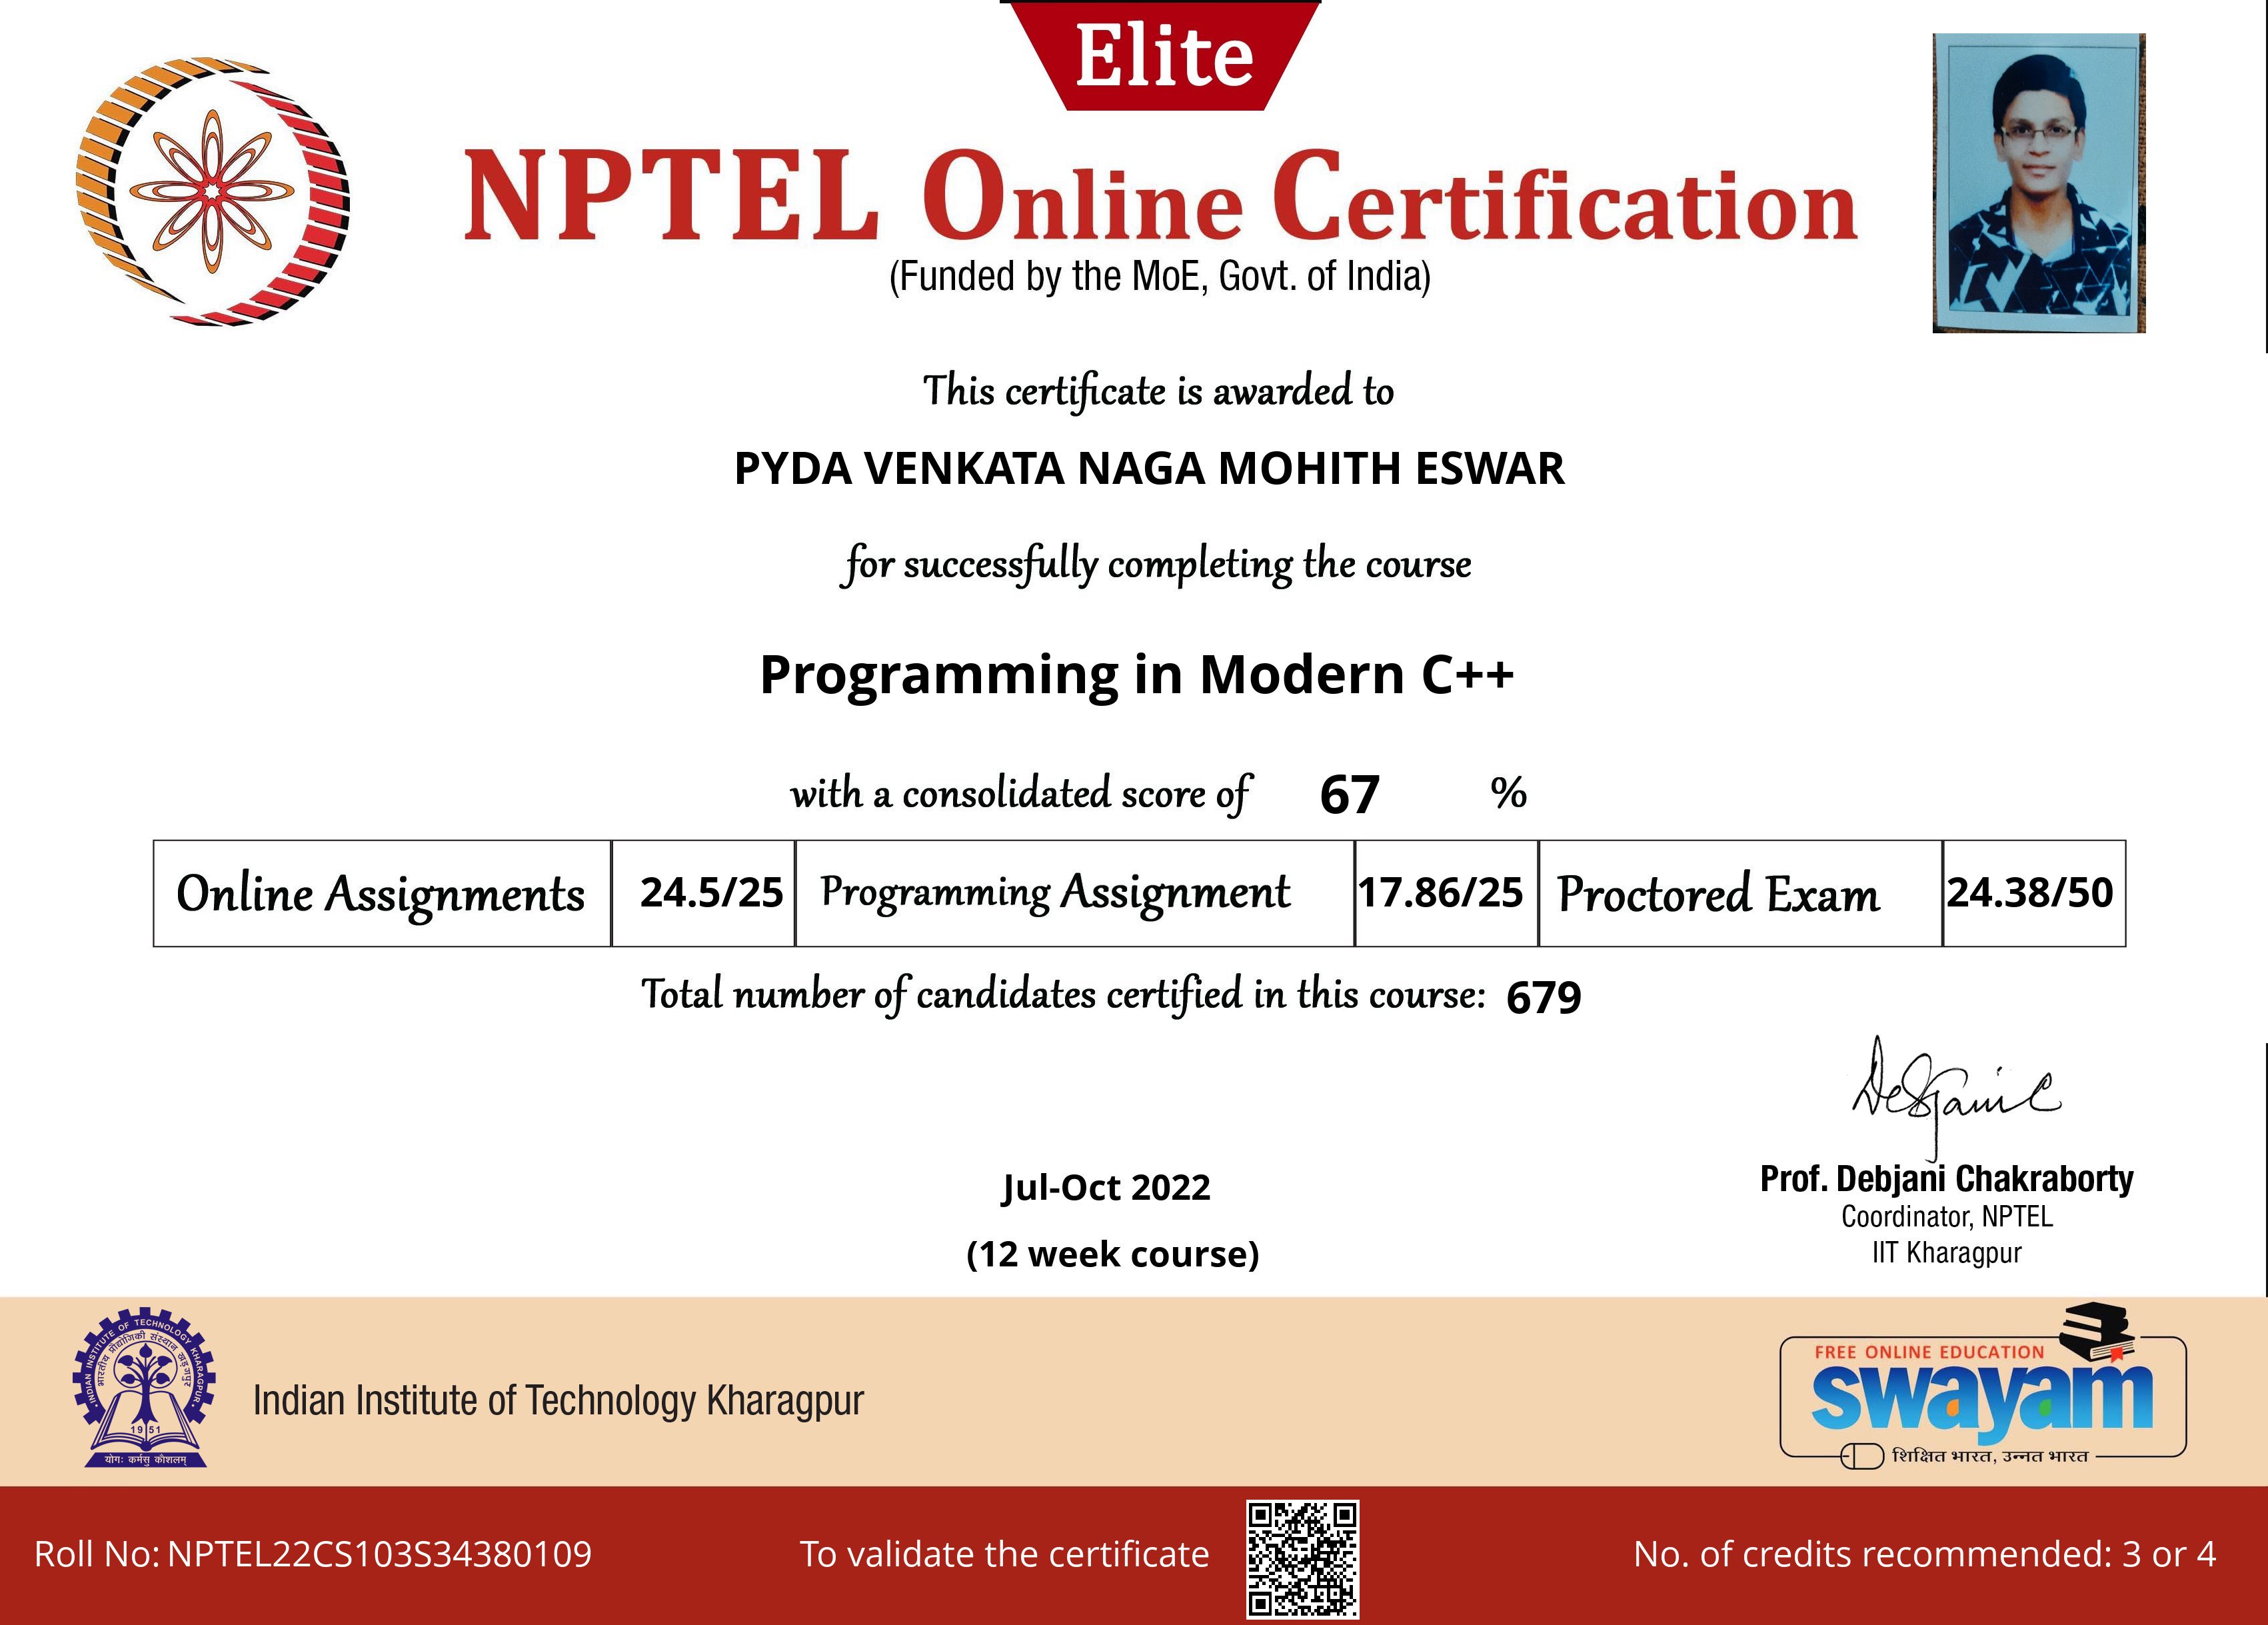 Elite
NPTEL Online Certification
(Funded by the MoE, Govt. of India)
This certificate is awarded to
PYDA VENKATA NAGA MOHITH ESWAR
for successfully completing the course
Programming in Modern C++
with a consolidated score of 67 %
Online Assignments 24.5/25 Programming Assignment 17.86/25 Proctored Exam 24.38/50
Total number of candidates certified in this course: 679
Jul-Oct 2022
(12 week course)
Prof. Debjani Chakraborty
Coordinator, NPTEL
IIT Kharagpur
INDIAN INSTITUTE OF TECHNOLOGY KHARAGPUR
भारतीय प्रौद्योगिकी संस्थान खड़गपुर
1951
योगः कर्मसु कौशलम्
Indian Institute of Technology Kharagpur
FREE ONLINE EDUCATION
swayam
शिक्षित भारत, उन्नत भारत
Roll No: NPTEL22CS103S34380109
To validate the certificate
No. of credits recommended: 3 or 4